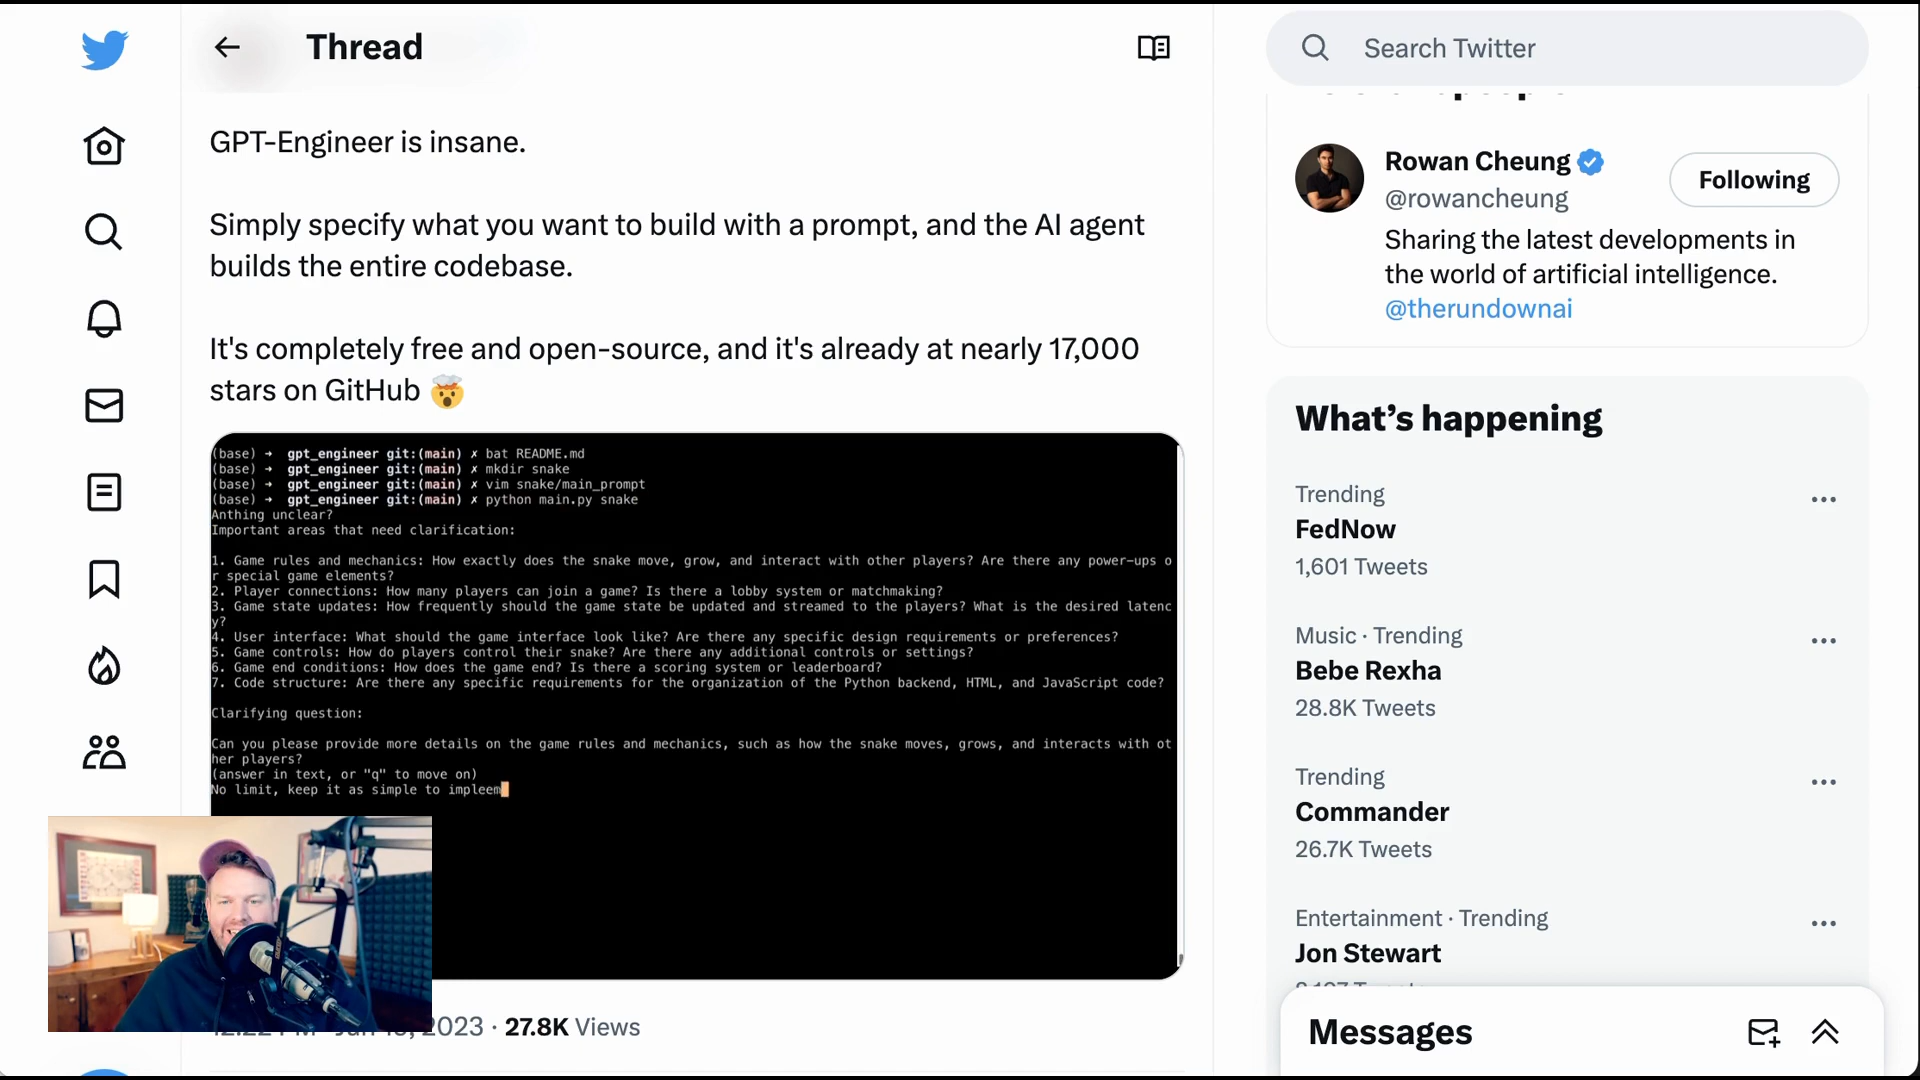 Thread
GPT-Engineer is insane.
Simply specify what you want to build with a prompt, and the AI agent
builds the entire codebase.
It's completely free and open-source, and it's already at nearly 17,000
stars on GitHub 🤯
(base) ➜ gpt_engineer git:(main) ✗ bat README.md
(base) ➜ gpt_engineer git:(main) ✗ mkdir snake
(base) ➜ gpt_engineer git:(main) ✗ vim snake/main_prompt
(base) ➜ gpt_engineer git:(main) ✗ python main.py snake
Anthing unclear?
Important areas that need clarification:
1. Game rules and mechanics: How exactly does the snake move, grow, and interact with other players? Are there any power-ups o
r special game elements?
2. Player connections: How many players can join a game? Is there a lobby system or matchmaking?
3. Game state updates: How frequently should the game state be updated and streamed to the players? What is the desired latenc
y?
4. User interface: What should the game interface look like? Are there any specific design requirements or preferences?
5. Game controls: How do players control their snake? Are there any additional controls or settings?
6. Game end conditions: How does the game end? Is there a scoring system or leaderboard?
7. Code structure: Are there any specific requirements for the organization of the Python backend, HTML, and JavaScript code?
Clarifying question:
Can you please provide more details on the game rules and mechanics, such as how the snake moves, grows, and interacts with ot
her players?
(answer in text, or "q" to move on)
No limit, keep it as simple to impleem
2023 · 27.8K Views
Search Twitter
Rowan Cheung
@rowancheung
Following
Sharing the latest developments in
the world of artificial intelligence.
@therundownai
What's happening
Trending
FedNow
1,601 Tweets
Music · Trending
Bebe Rexha
28.8K Tweets
Trending
Commander
26.7K Tweets
Entertainment · Trending
Jon Stewart
Messages